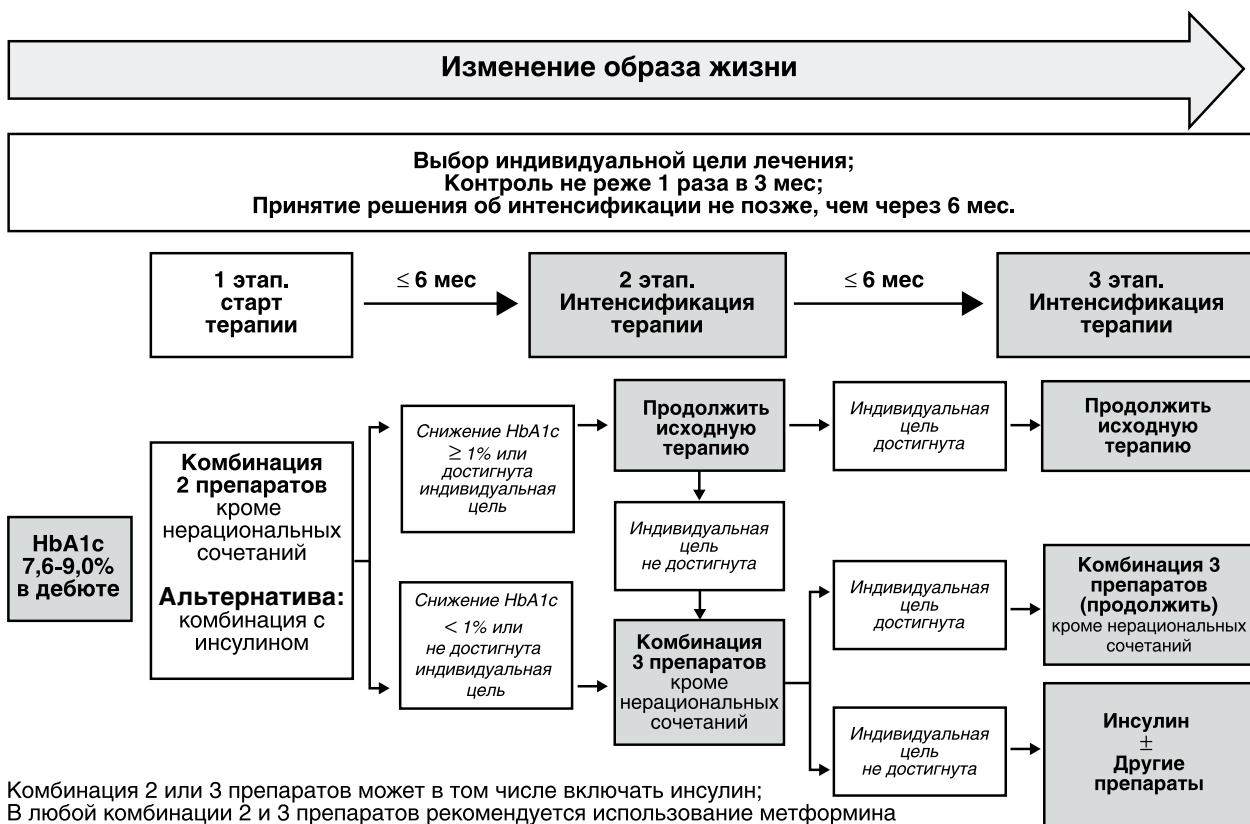 Изменение образа жизни
Выбор индивидуальной цели лечения;
Контроль не реже 1 раза в 3 мес;
Принятие решения об интенсификации не позже, чем через 6 мес.
1 этап.
старт
терапии
≤ 6 мес
2 этап.
Интенсификация
терапии
≤ 6 мес
3 этап.
Интенсификация
терапии
HbA1c
7,6-9,0%
в дебюте
Комбинация
2 препаратов
кроме
нерациональных
сочетаний
Альтернатива:
комбинация с
инсулином
Снижение HbA1c
≥ 1% или
достигнута
индивидуальная
цель
Продолжить
исходную
терапию
Индивидуальная
цель
достигнута
Продолжить
исходную
терапию
Индивидуальная
цель
не достигнута
Снижение HbA1c
< 1% или
не достигнута
индивидуальная
цель
Комбинация
3 препаратов
кроме
нерациональных
сочетаний
Индивидуальная
цель
достигнута
Комбинация 3
препаратов
(продолжить)
кроме нерациональных
сочетаний
Индивидуальная
цель
не достигнута
Инсулин
±
Другие
препараты
Комбинация 2 или 3 препаратов может в том числе включать инсулин;
В любой комбинации 2 и 3 препаратов рекомендуется использование метформина